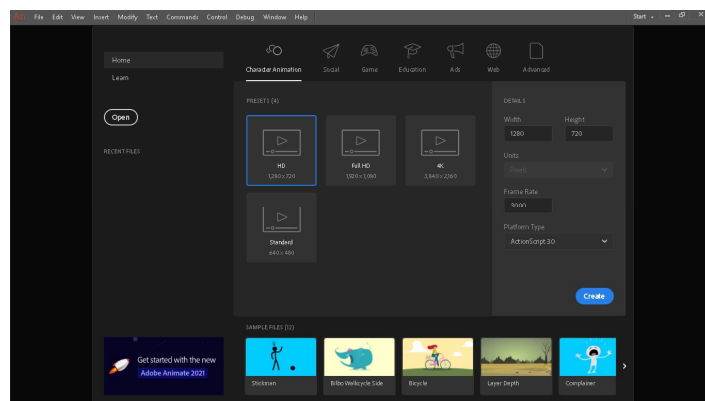 An File Edit View Insert Modify Text Commands Control Debug Window Help Start
Home
Learn
Open
RECENT FILES
Character Animation Social Game Education Ads Web Advanced
PRESETS (4)
HD
1,280 x 720
Full HD
1,920 x 1,080
4K
3,840 x 2,160
Standard
640 x 480
DETAILS
Width Height
1280 720
Units
Pixels
Frame Rate
30.00
Platform Type
ActionScript 3.0
Create
SAMPLE FILES (12)
Stickman
Bilbo Walkcycle Side
Bicycle
Layer Depth
Complainer
Get started with the new
Adobe Animate 2021